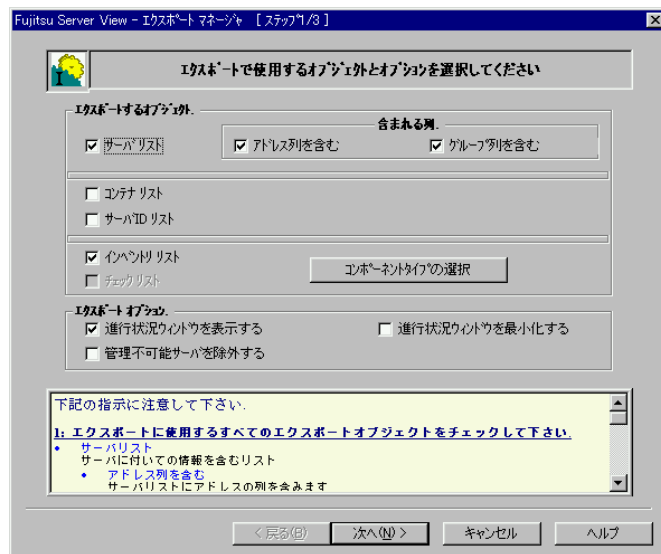 Fujitsu Server View - ｴｸｽﾎﾟｰﾄ ﾏﾈｰｼﾞｬ [ｽﾃｯﾌﾟ1/3]
ｴｸｽﾎﾟｰﾄで使用するｵﾌﾞｼﾞｪｸﾄとｵﾌﾟｼｮﾝを選択してください
ｴｸｽﾎﾟｰﾄするｵﾌﾞｼﾞｪｸﾄ.
含まれる列.
ｻｰﾊﾞ ﾘｽﾄ
ｱﾄﾞﾚｽ列を含む
ｸﾞﾙｰﾌﾟ列を含む
ｺﾝﾃﾅ ﾘｽﾄ
ｻｰﾊﾞID ﾘｽﾄ
ｲﾝﾍﾞﾝﾄﾘ ﾘｽﾄ
ﾁｪｯｸ ﾘｽﾄ
ｺﾝﾎﾟｰﾈﾝﾄﾀｲﾌﾟの選択
ｴｸｽﾎﾟｰﾄ ｵﾌﾟｼｮﾝ.
進行状況ｳｨﾝﾄﾞｳを表示する
進行状況ｳｨﾝﾄﾞｳを最小化する
管理不可能ｻｰﾊﾞを除外する
下記の指示に注意して下さい.
1: エクスポートに使用するすべてのエクスポートオブジェクトをチェックして下さい.
• サーバリスト
サーバに付いての情報を含むリスト
• アドレス列を含む
サーバリストにアドレスの列を含みます
< 戻る(B)
次へ(N) >
キャンセル
ヘルプ